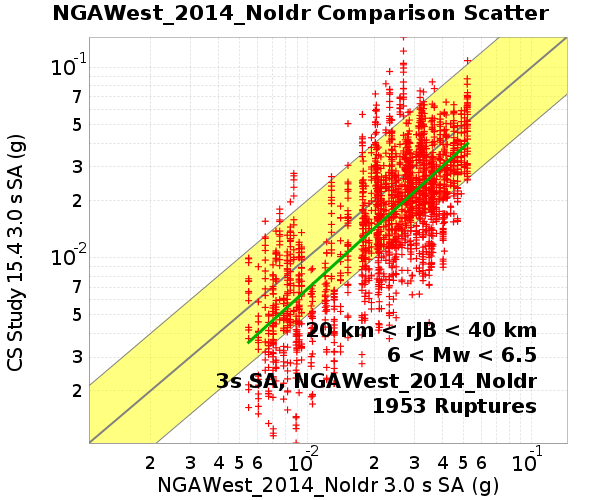 NGAWest_2014_NoIdr Comparison Scatter
CS Study 15.4 3.0 s SA (g)
10-1
7
5
3
2
10-2
7
5
3
2
20 km < rJB < 40 km
6 < Mw < 6.5
3s SA, NGAWest_2014_NoIdr
1953 Ruptures
2 3 4 5 6 10-2 2 3 4 5 6 10-1
NGAWest_2014_NoIdr 3.0 s SA (g)